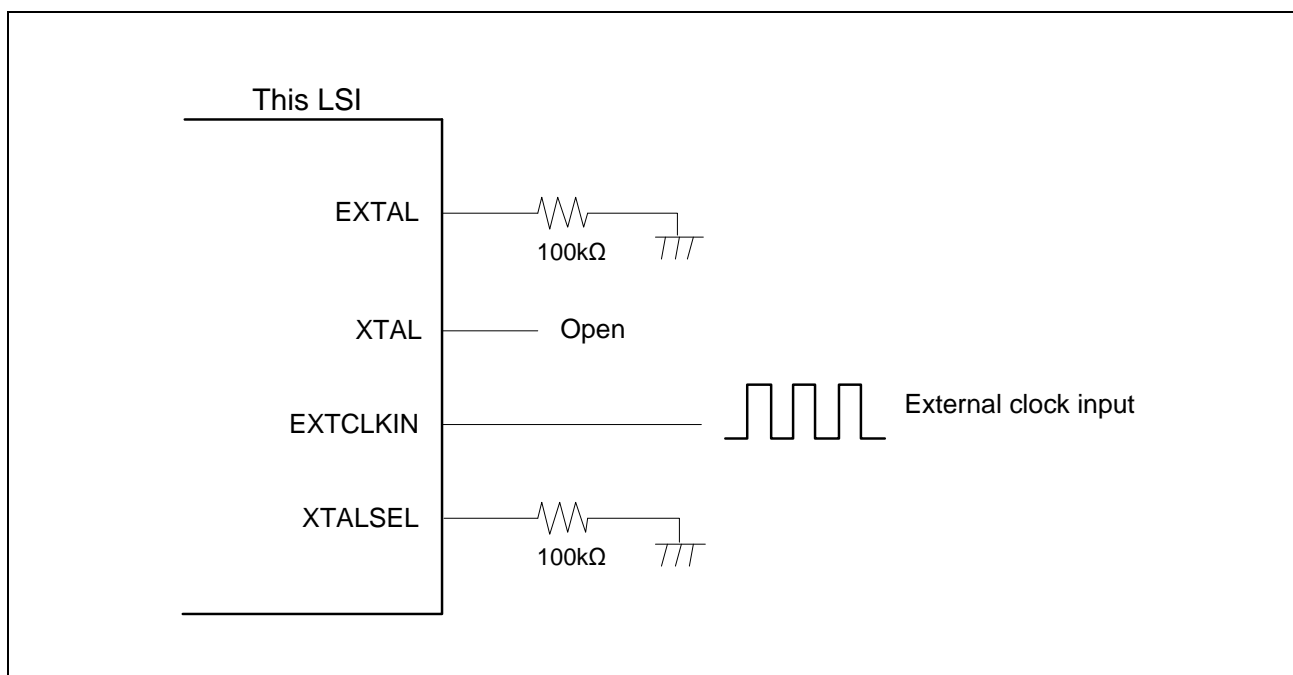 This LSI
EXTAL
100kΩ
XTAL
Open
EXTCLKIN
External clock input
XTALSEL
100kΩ